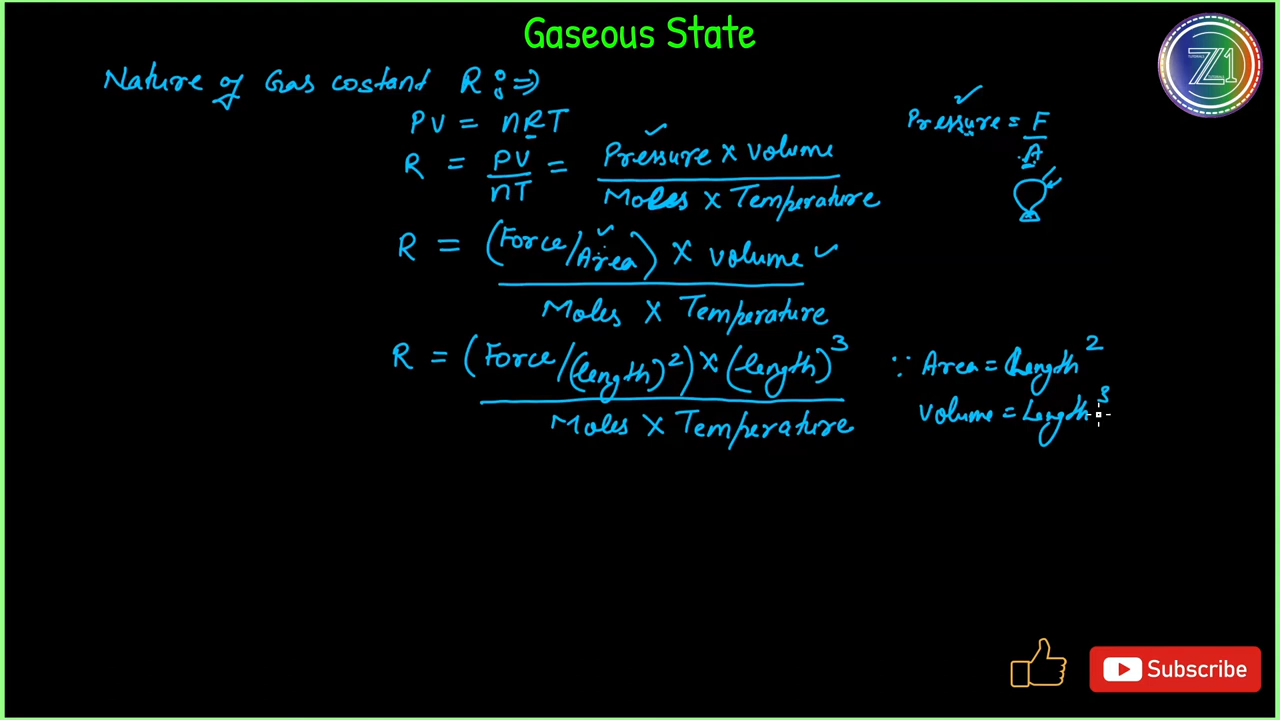 Gaseous State
Z1
Nature of Gas costant R :⇒
PV = nRT
R = PV/nT = Pressure × Volume / Moles × Temperature
Pressure = F/A
R = (Force/Area) × Volume / Moles × Temperature
R = (Force/(length)²) × (length)³ / Moles × Temperature
∵ Area = Length²
Volume = Length³
Subscribe